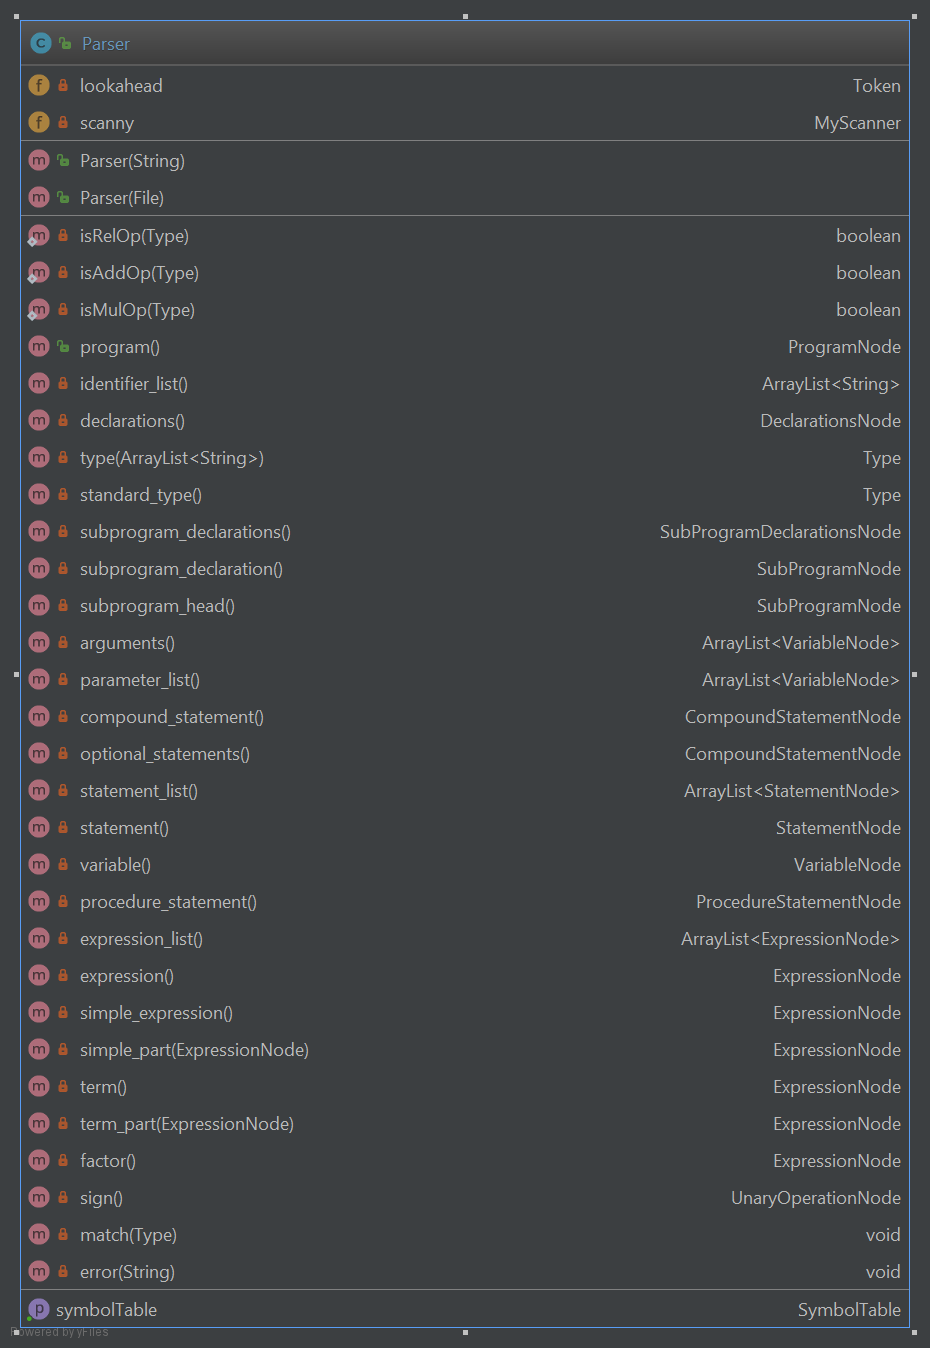 C Parser
f lookahead Token
f scanny MyScanner
m Parser(String)
m Parser(File)
m isRelOp(Type) boolean
m isAddOp(Type) boolean
m isMulOp(Type) boolean
m program() ProgramNode
m identifier_list() ArrayList<String>
m declarations() DeclarationsNode
m type(ArrayList<String>) Type
m standard_type() Type
m subprogram_declarations() SubProgramDeclarationsNode
m subprogram_declaration() SubProgramNode
m subprogram_head() SubProgramNode
m arguments() ArrayList<VariableNode>
m parameter_list() ArrayList<VariableNode>
m compound_statement() CompoundStatementNode
m optional_statements() CompoundStatementNode
m statement_list() ArrayList<StatementNode>
m statement() StatementNode
m variable() VariableNode
m procedure_statement() ProcedureStatementNode
m expression_list() ArrayList<ExpressionNode>
m expression() ExpressionNode
m simple_expression() ExpressionNode
m simple_part(ExpressionNode) ExpressionNode
m term() ExpressionNode
m term_part(ExpressionNode) ExpressionNode
m factor() ExpressionNode
m sign() UnaryOperationNode
m match(Type) void
m error(String) void
p symbolTable SymbolTable
Powered by yFiles